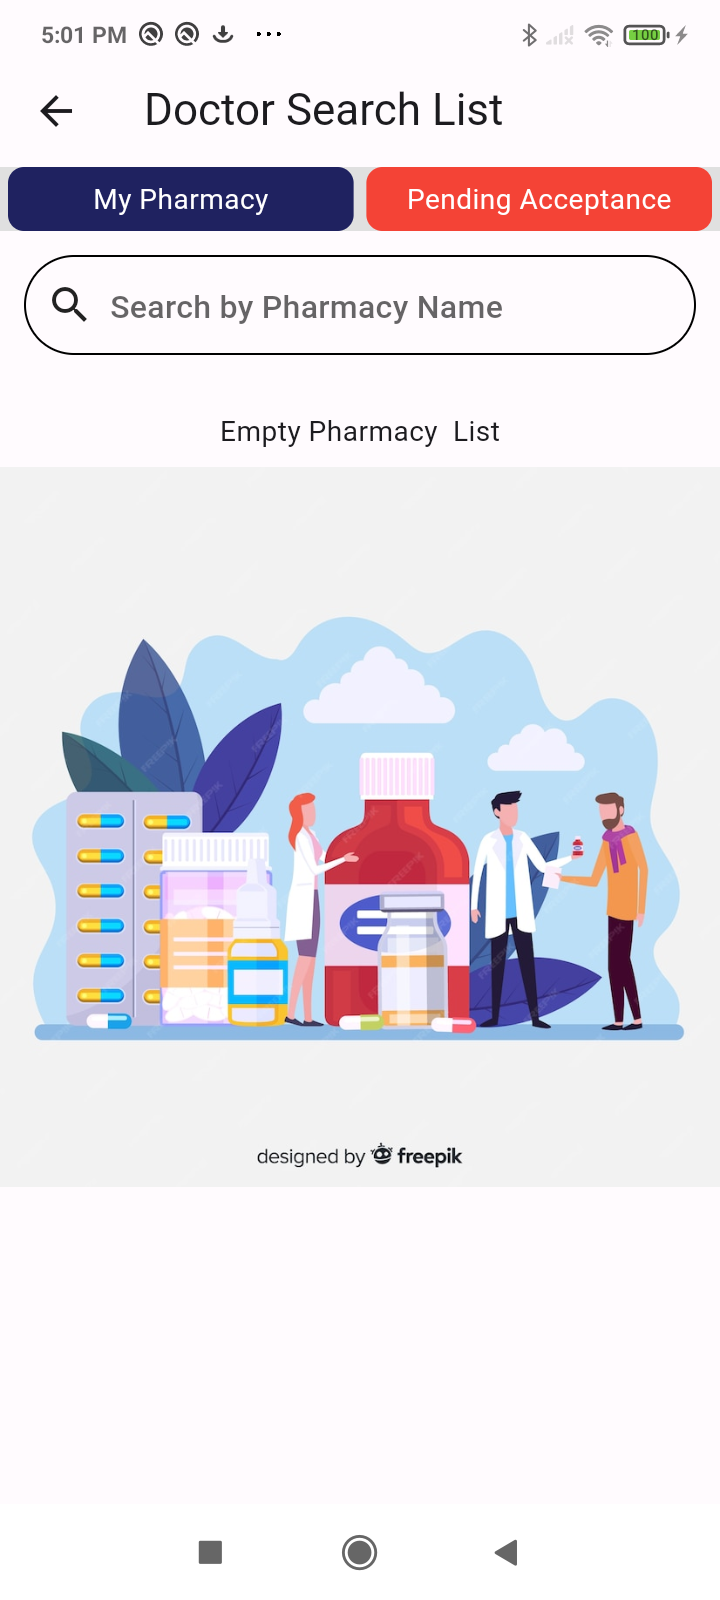 5:01 PM 100
Doctor Search List
My Pharmacy Pending Acceptance
Search by Pharmacy Name
Empty Pharmacy  List
designed by freepik